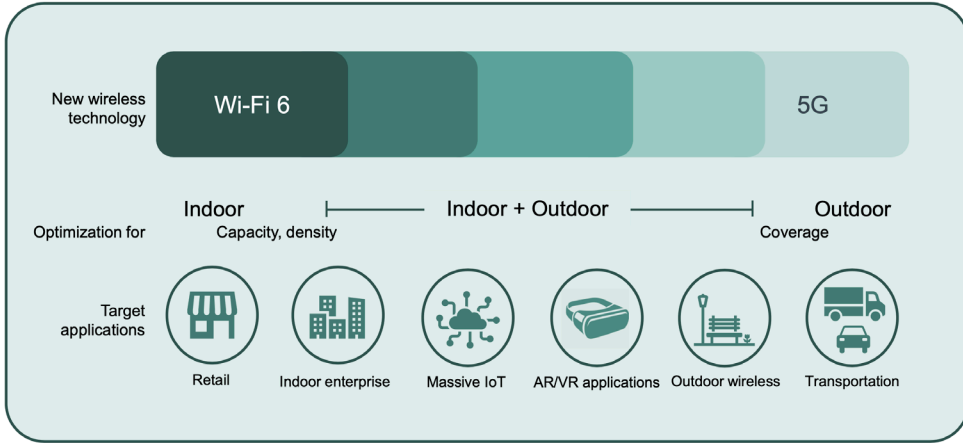 New wireless
technology
Wi-Fi 6
5G
Indoor
Indoor + Outdoor
Outdoor
Optimization for
Capacity, density
Coverage
Target
applications
Retail
Indoor enterprise
Massive IoT
AR/VR applications
Outdoor wireless
Transportation